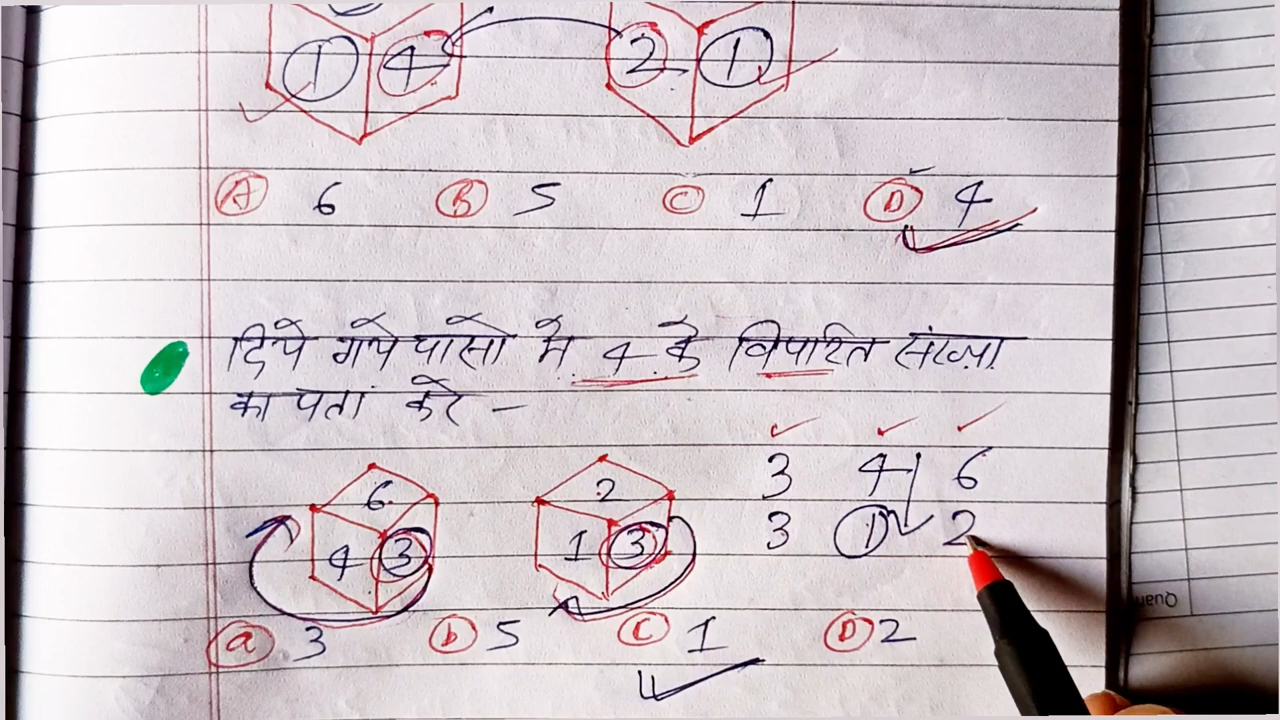 1 4 2 1
A 6 B 5 C 1 D 4
दिये गये पासो मे 4 के विपरित संख्या
का पता करे -
3 4 6
6 2
4 3 1 3 3 1 2
a 3 b 5 C 1 D 2
Quan